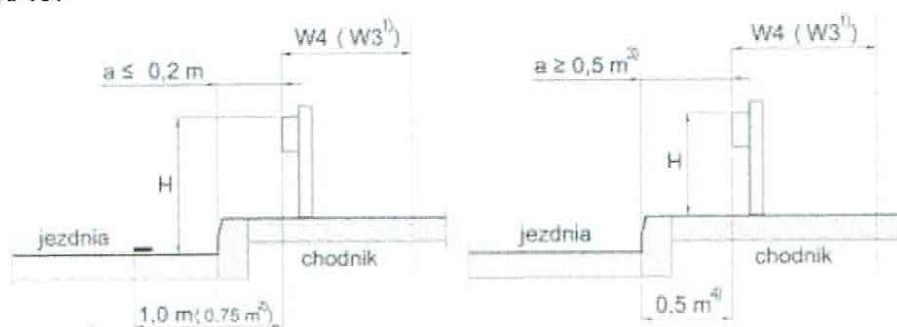 W4 ( W3¹⁾)
a ≤ 0,2 m
H
jezdnia
chodnik
1,0 m( 0.75 m²⁾)
W4 ( W3¹⁾)
a ≥ 0,5 m³⁾
H
jezdnia
chodnik
0.5 m⁴⁾